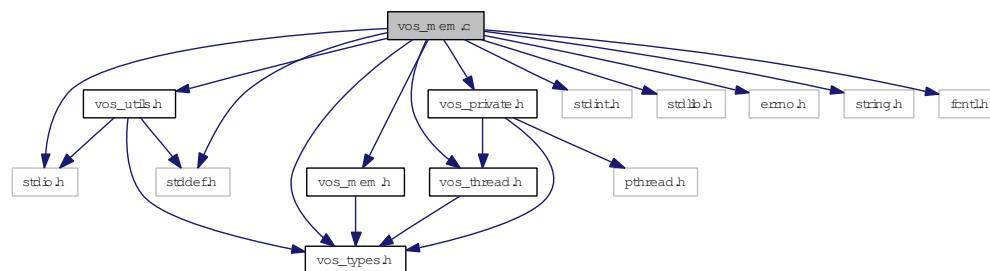 vos_mem.c
vos_utils.h
vos_private.h
stdint.h
stdlib.h
errno.h
string.h
fcntl.h
stdio.h
stddef.h
vos_mem.h
vos_thread.h
pthread.h
vos_types.h